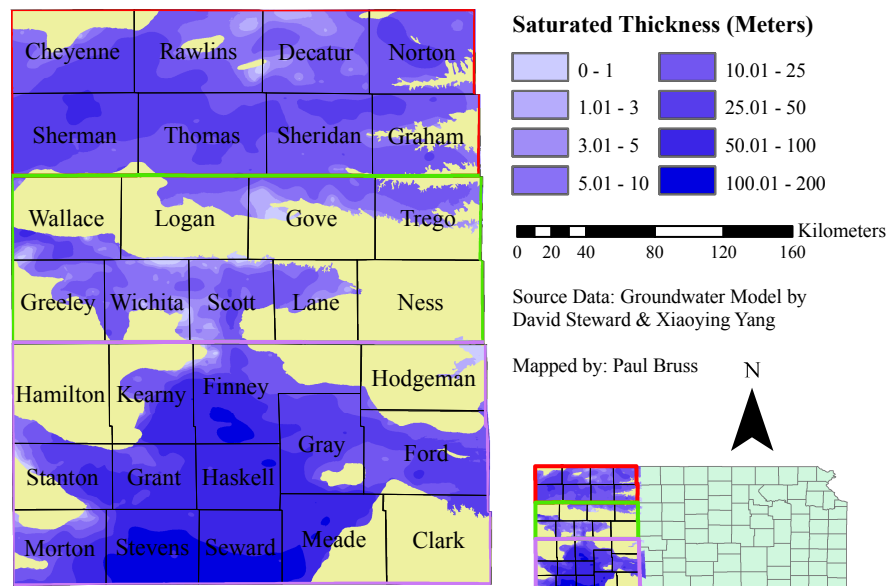 Cheyenne Rawlins Decatur Norton
Sherman Thomas Sheridan Graham
Wallace Logan Gove Trego
Greeley Wichita Scott Lane Ness
Hamilton Kearny Finney Hodgeman
Gray Ford
Stanton Grant Haskell
Morton Stevens Seward Meade Clark
Saturated Thickness (Meters)
0 - 1 10.01 - 25
1.01 - 3 25.01 - 50
3.01 - 5 50.01 - 100
5.01 - 10 100.01 - 200
Kilometers
0 20 40 80 120 160
Source Data: Groundwater Model by
David Steward & Xiaoying Yang
Mapped by: Paul Bruss
N